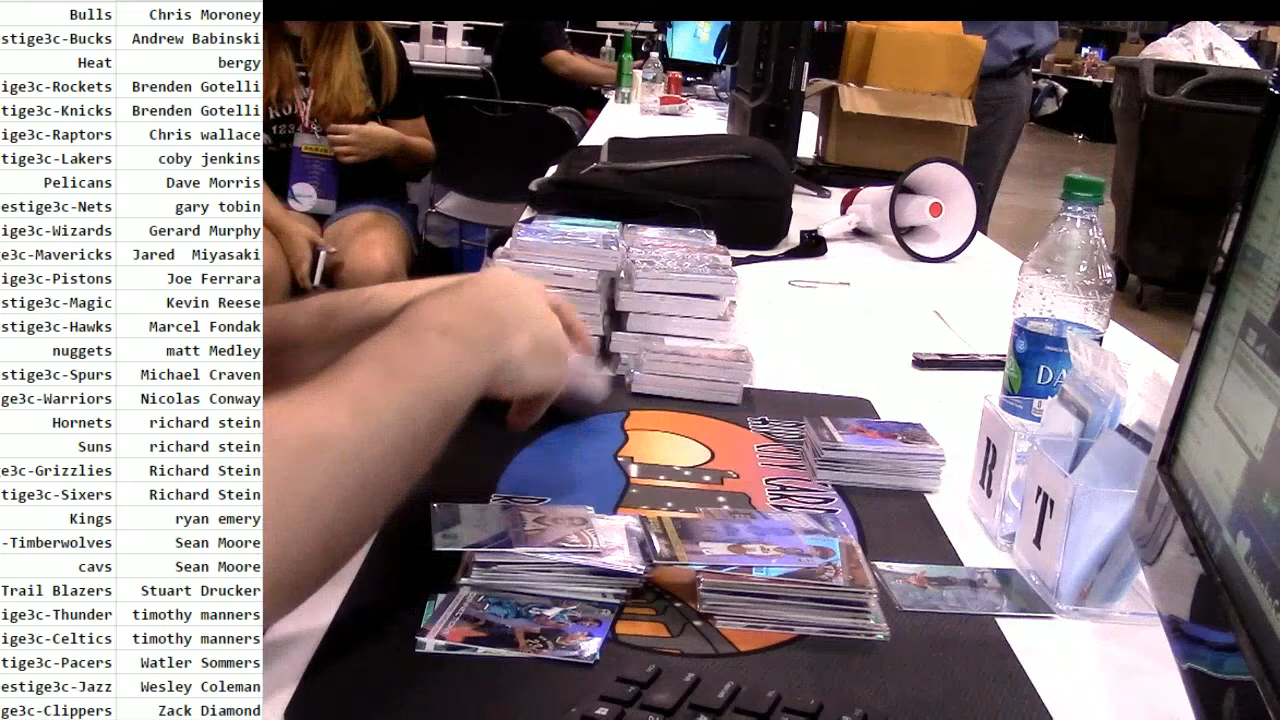 Bulls Chris Moroney
stige3c-Bucks Andrew Babinski
Heat bergy
ige3c-Rockets Brenden Gotelli
tige-Knicks Brenden Gotelli
ige3c-Raptors Chris wallace
tige3c-Lakers coby jenkins
Pelicans Dave Morris
estige3c-Nets gary tobin
ige3c-Wizards Gerard Murphy
ge3c-Mavericks Jared Miyasaki
ige3c-Pistons Joe Ferrara
stige3c-Magic Kevin Reese
stige3c-Hawks Marcel Fondak
nuggets matt Medley
stige3c-Spurs Michael Craven
ge3c-Warriors Nicolas Conway
Hornets richard stein
Suns richard stein
e3c-Grizzlies Richard Stein
tige3c-Sixers Richard Stein
Kings ryan emery
-Timberwolves Sean Moore
cavs Sean Moore
Trail Blazers Stuart Drucker
ige3c-Thunder timothy manners
ige3c-Celtics timothy manners
tige3c-Pacers Watler Sommers
estige3c-Jazz Wesley Coleman
ge3c-Clippers Zack Diamond
DA
R
T